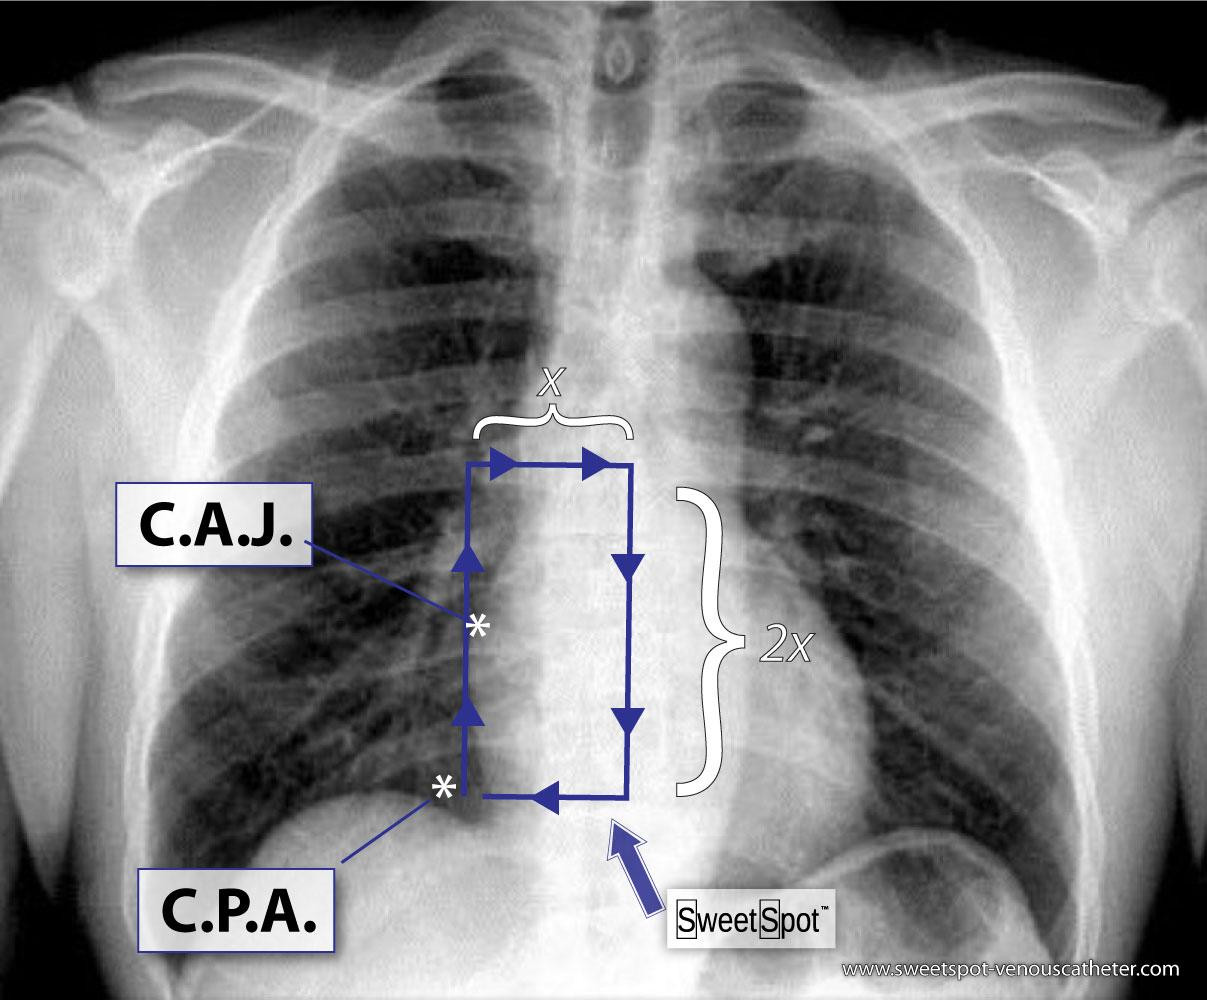 x
C.A.J.
*
2x
*
C.P.A.
SweetSpot™
www.sweetspot-venouscatheter.com